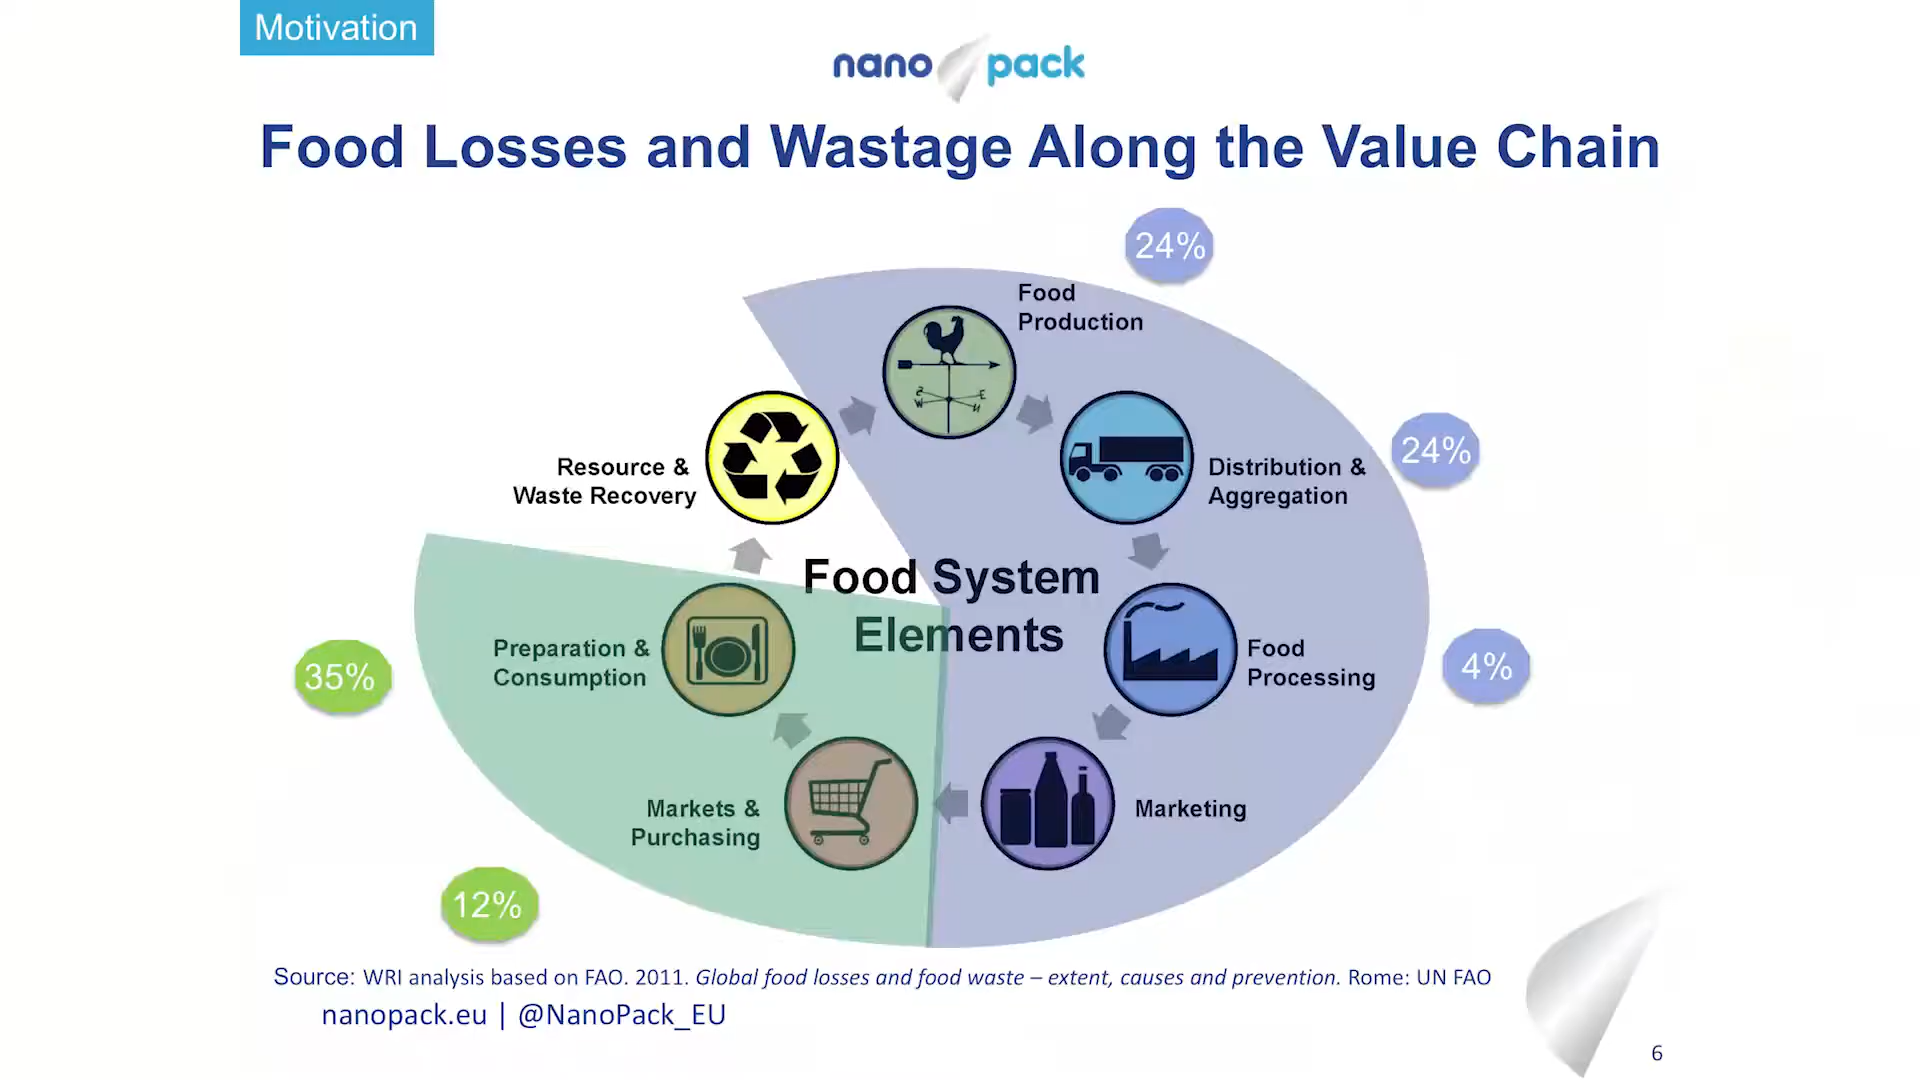 Motivation
nano pack
Food Losses and Wastage Along the Value Chain
24%
Food
Production
24%
Distribution &
Aggregation
Resource &
Waste Recovery
Food System
Elements
4%
Food
Processing
35%
Preparation &
Consumption
Markets &
Purchasing
Marketing
12%
S
E
W
N
Source: WRI analysis based on FAO. 2011. Global food losses and food waste – extent, causes and prevention. Rome: UN FAO
nanopack.eu | @NanoPack_EU
6